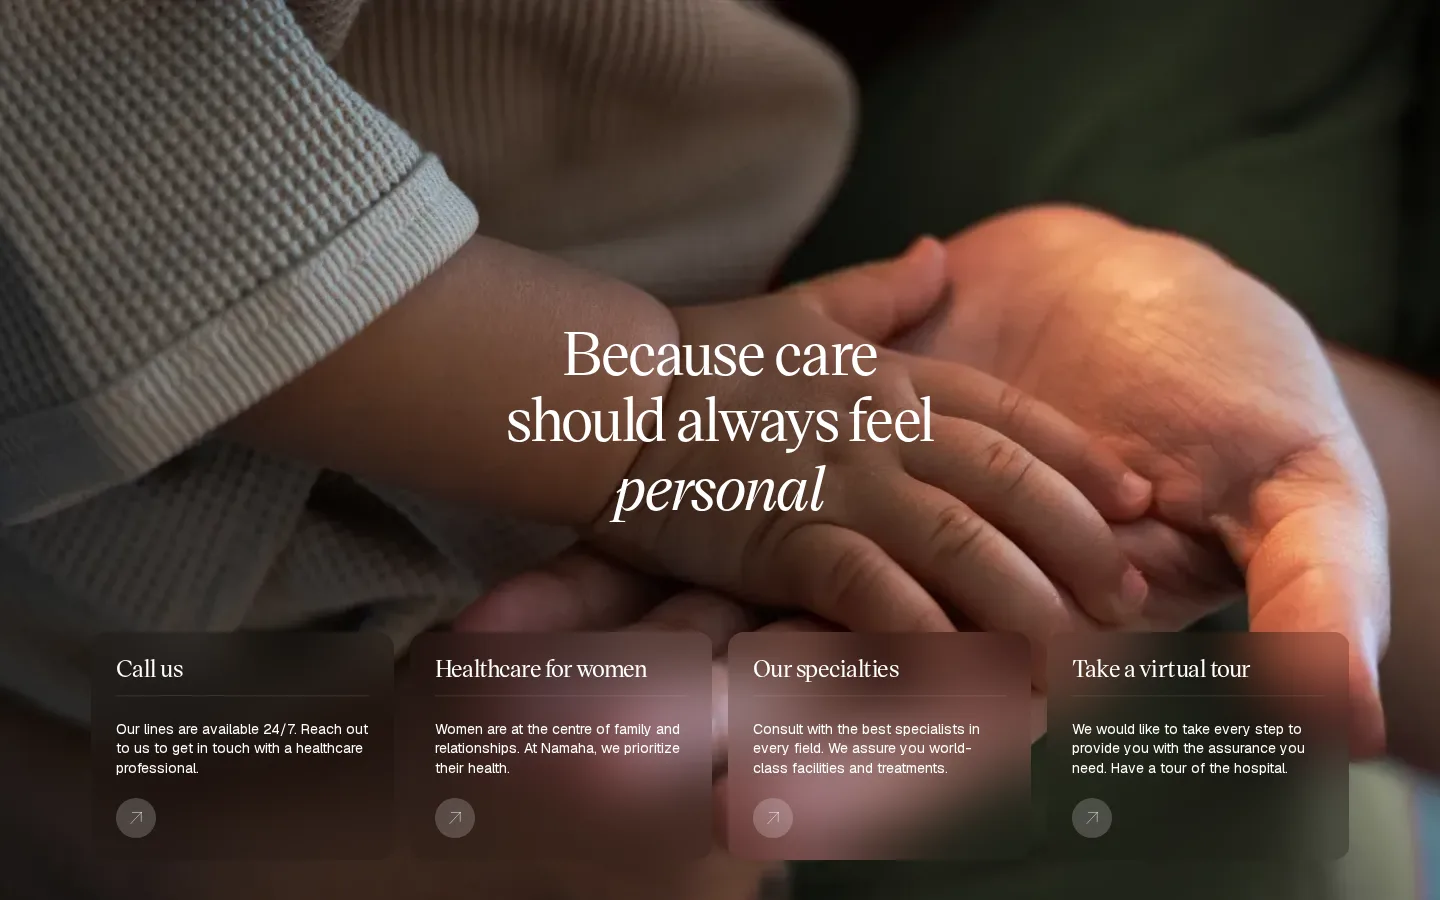 Because care
should always feel
personal
Call us
Our lines are available 24/7. Reach out
to us to get in touch with a healthcare
professional.
Healthcare for women
Women are at the centre of family and
relationships. At Namaha, we prioritize
their health.
Our specialties
Consult with the best specialists in
every field. We assure you world-
class facilities and treatments.
Take a virtual tour
We would like to take every step to
provide you with the assurance you
need. Have a tour of the hospital.